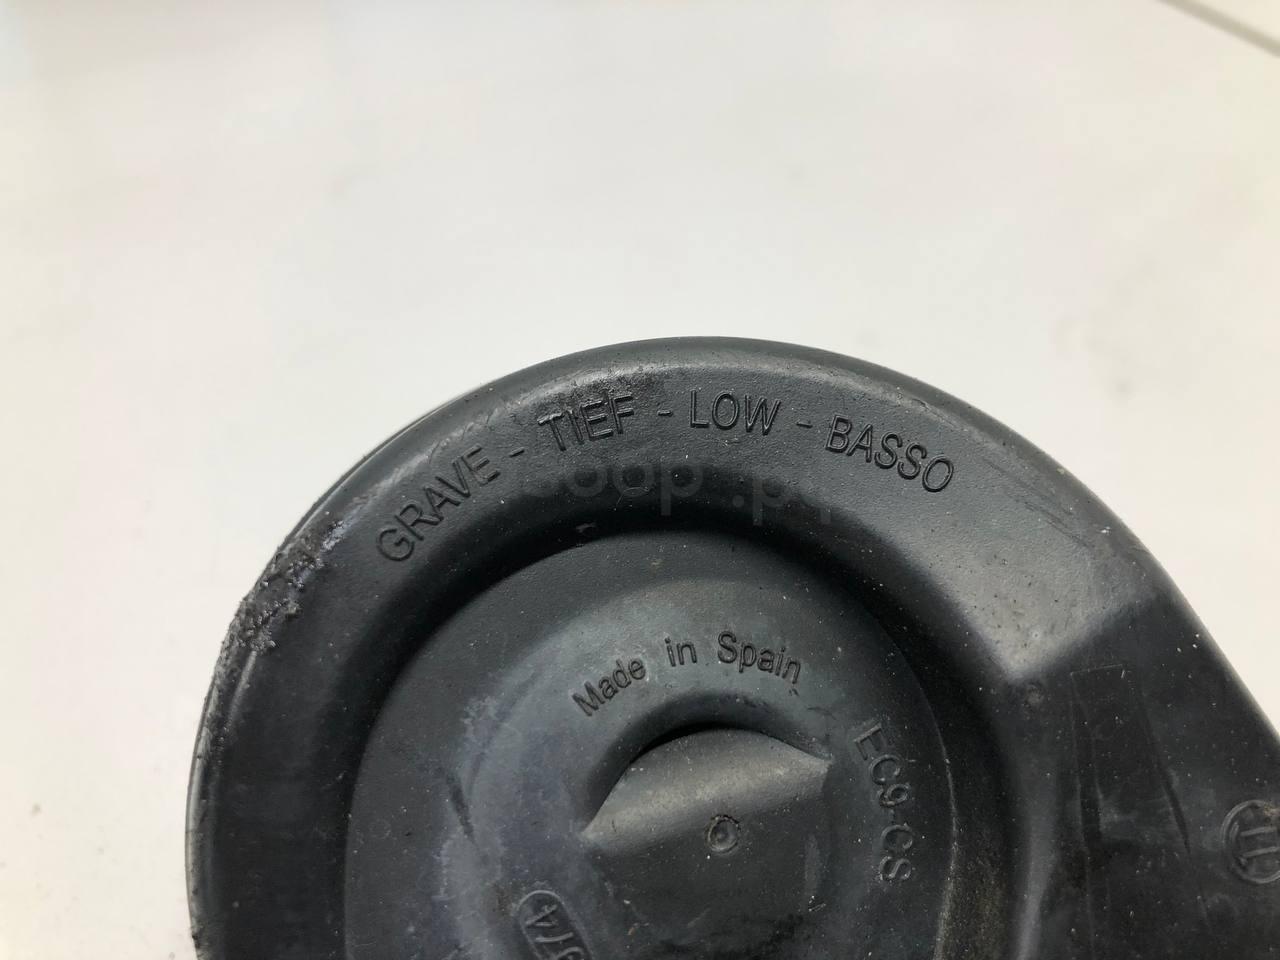 GRAVE - TIEF - LOW - BASSO
Made in Spain
EC9-CS